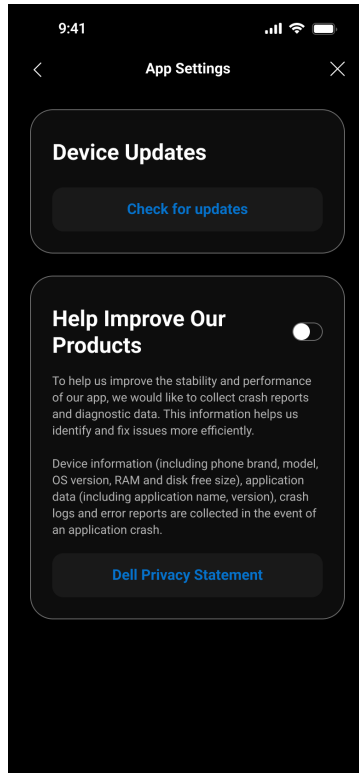 9:41
App Settings
Device Updates
Check for updates
Help Improve Our
Products
To help us improve the stability and performance
of our app, we would like to collect crash reports
and diagnostic data. This information helps us
identify and fix issues more efficiently.
Device information (including phone brand, model,
OS version, RAM and disk free size), application
data (including application name, version), crash
logs and error reports are collected in the event of
an application crash.
Dell Privacy Statement